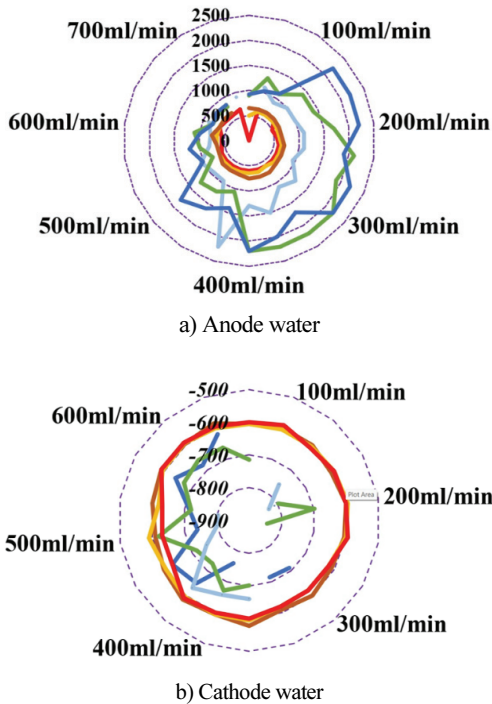 2500
2000
1500
1000
500
0
700ml/min
100ml/min
600ml/min
200ml/min
500ml/min
300ml/min
400ml/min
a) Anode water
-500
-600
-700
-800
-900
600ml/min
100ml/min
Plot Area
200ml/min
500ml/min
300ml/min
400ml/min
b) Cathode water